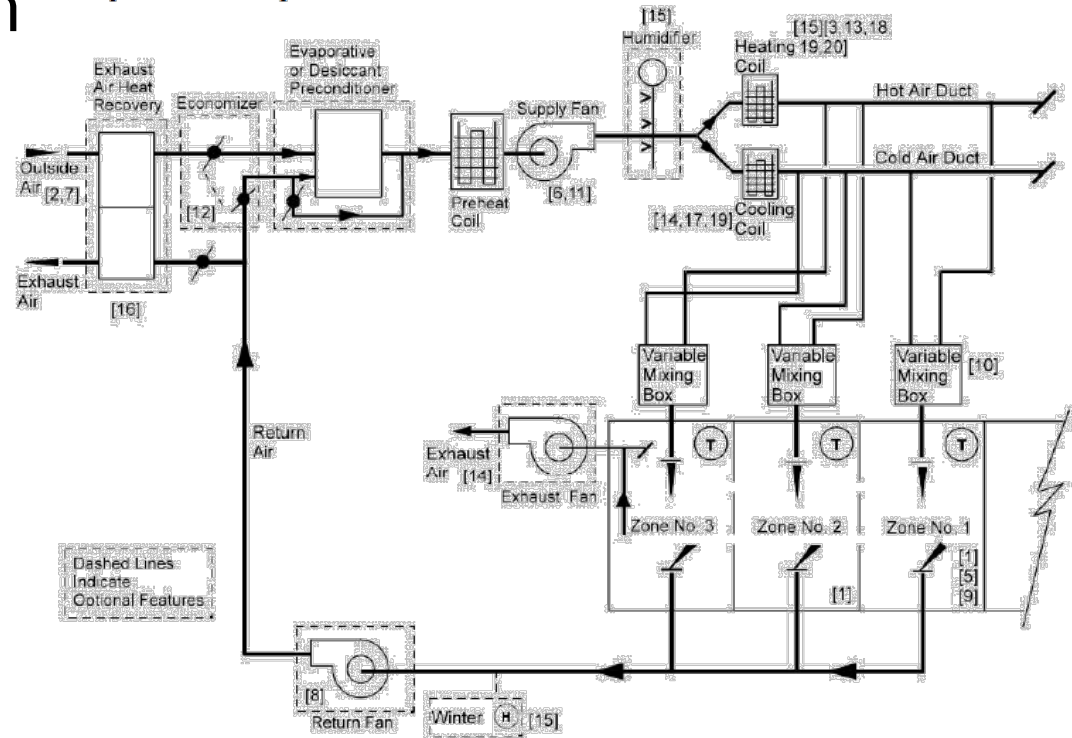 [15]
Humidifier
[15][3,13,18
Heating 19,20]
Coil
Evaporative
or Desiccant
Preconditioner
Exhaust
Air Heat
Recovery
Economizer
Supply Fan
Hot Air Duct
Outside
Air [2,7]
[12]
Preheat
Coil
[6,11]
Cold Air Duct
[14,17,19] Cooling
Coil
Exhaust
Air
[16]
Variable
Mixing
Box
Variable
Mixing
Box
Variable
Mixing
Box
[10]
Return
Air
Exhaust
Air [14]
Exhaust Fan
T
T
T
Zone No. 3
Zone No. 2
Zone No. 1
[1]
[5]
[9]
[1]
Dashed Lines
Indicate
Optional Features
[8]
Return Fan
Winter H [15]